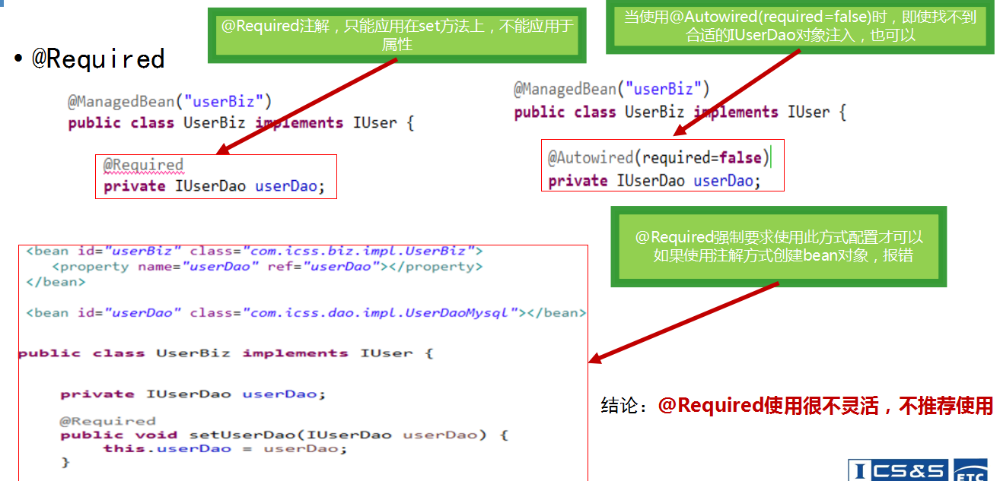 • @Required
@Required注解，只能应用在set方法上，不能应用于
属性
当使用@Autowired(required=false)时，即使找不到
合适的IUserDao对象注入，也可以
@ManagedBean("userBiz")
public class UserBiz implements IUser {
@Required
private IUserDao userDao;
@ManagedBean("userBiz")
public class UserBiz implements IUser {
@Autowired(required=false)
private IUserDao userDao;
@Required强制要求使用此方式配置才可以
如果使用注解方式创建bean对象，报错
<bean id="userBiz" class="com.icss.biz.impl.UserBiz">
<property name="userDao" ref="userDao"></property>
</bean>
<bean id="userDao" class="com.icss.dao.impl.UserDaoMysql"></bean>
public class UserBiz implements IUser {
private IUserDao userDao;
@Required
public void setUserDao(IUserDao userDao) {
this.userDao = userDao;
}
结论：@Required使用很不灵活，不推荐使用
ICS&S ETC